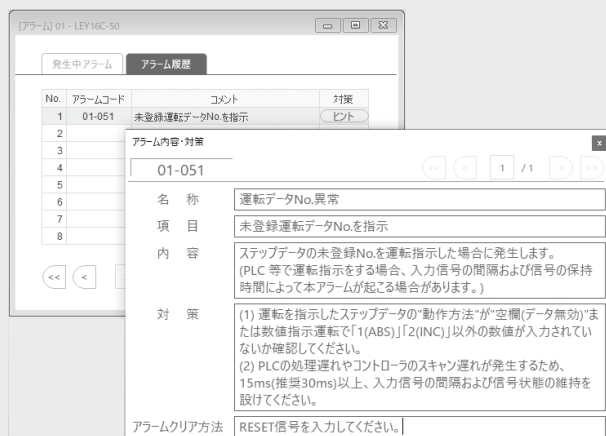 [アラーム] 01 - LEY16C-50
発生中アラーム
アラーム履歴
No. アラームコード コメント 対策
1 01-051 未登録運転データNo.を指示 ヒント
2
3
4
5
6
7
8
<< <
アラーム内容・対策 x
01-051 << < 1 / 1 > >>
名 称 運転データNo.異常
項 目 未登録運転データNo.を指示
内 容 ステップデータの未登録No.を運転指示した場合に発生します。
(PLC 等で運転指示をする場合、入力信号の間隔および信号の保持
時間によって本アラームが起こる場合があります。)
対 策 (1) 運転を指示したステップデータの"動作方法"が"空欄(データ無効)"ま
たは数値指示運転で「1(ABS)」「2(INC)」以外の数値が入力されてい
ないか確認してください。
(2) PLCの処理遅れやコントローラのスキャン遅れが発生するため、
15ms(推奨30ms)以上、入力信号の間隔および信号状態の維持を
設けてください。
アラームクリア方法 RESET信号を入力してください。